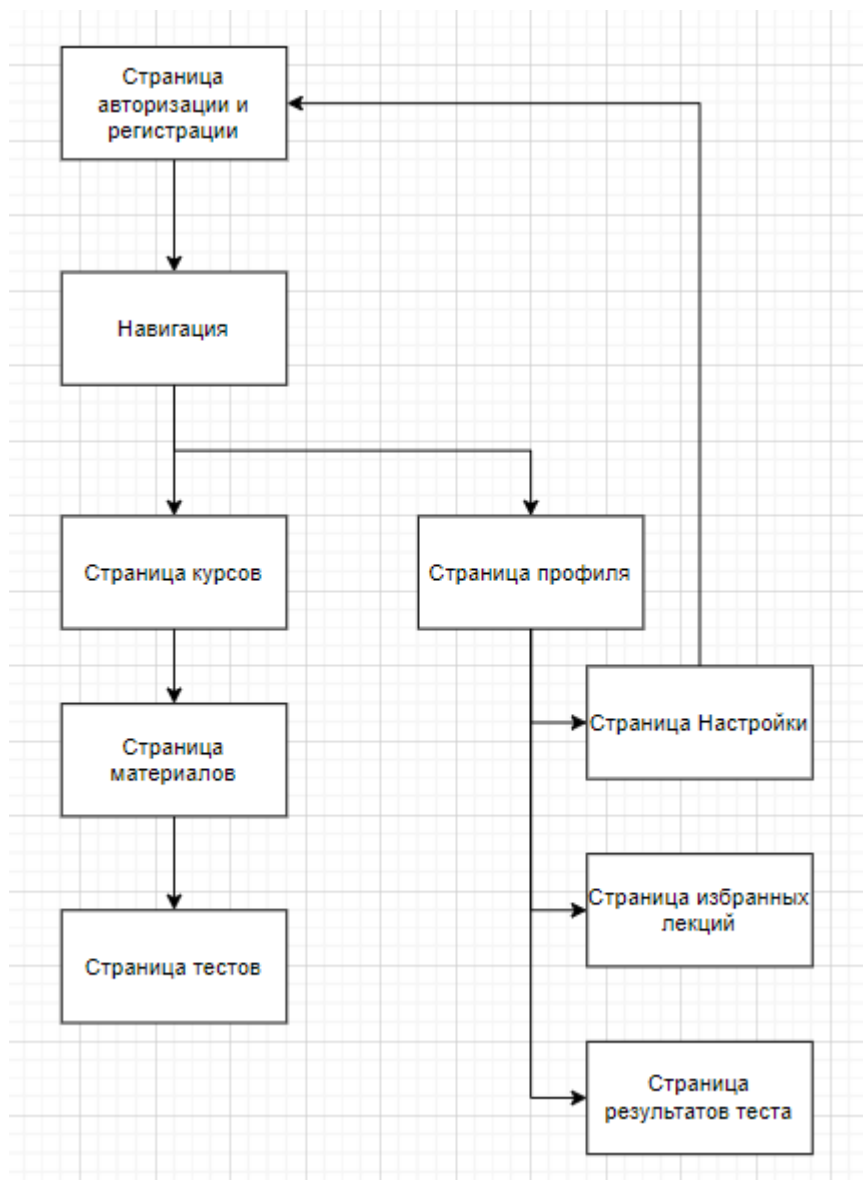 Страница
авторизации и
регистрации
Навигация
Страница курсов
Страница профиля
Страница Настройки
Страница
материалов
Страница избранных
лекций
Страница тестов
Страница
результатов теста